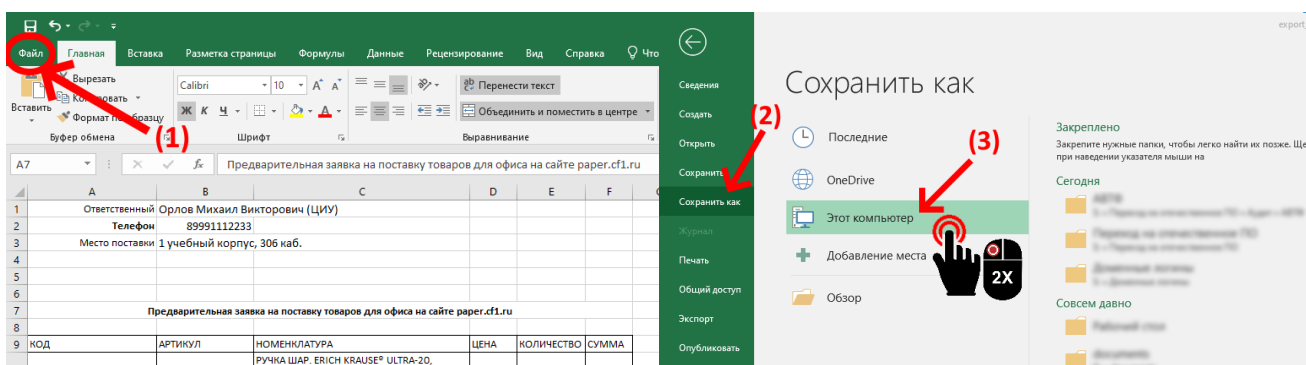 Файл Главная Вставка Разметка страницы Формулы Данные Рецензирование Вид Справка Что
Вставить
Вырезать
Копировать
Формат по образцу
Calibri 10
Ж К Ч
Перенести текст
Объединить и поместить в центре
Буфер обмена Шрифт Выравнивание
(1)
A7 fx Предварительная заявка на поставку товаров для офиса на сайте paper.cf1.ru
A B C D E F
1 Ответственный Орлов Михаил Викторович (ЦИУ)
2 Телефон 89991112233
3 Место поставки 1 учебный корпус, 306 каб.
4
5
6
7 Предварительная заявка на поставку товаров для офиса на сайте paper.cf1.ru
8
9 КОД АРТИКУЛ НОМЕНКЛАТУРА ЦЕНА КОЛИЧЕСТВО СУММА
РУЧКА ШАР. ERICH KRAUSE® ULTRA-20,
export
Сведения
Создать
Открыть
Сохранить
Сохранить как
Журнал
Печать
Общий доступ
Экспорт
Опубликовать
(2)
Сохранить как
Последние
OneDrive
Этот компьютер
Добавление места
Обзор
(3)
2X
Закреплено
Закрепите нужные папки, чтобы легко найти их позже. Ще
при наведении указателя мыши на
Сегодня
Совсем давно